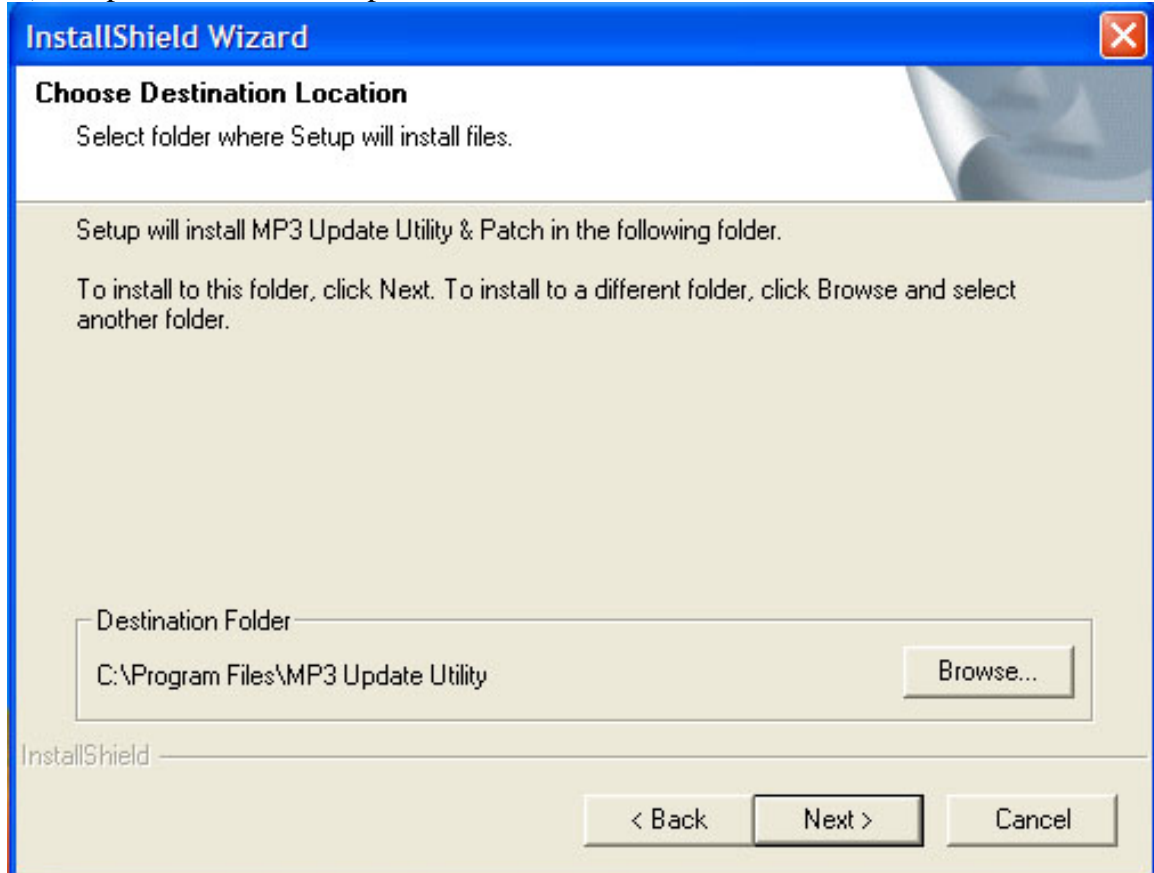 InstallShield Wizard
Choose Destination Location
Select folder where Setup will install files.
Setup will install MP3 Update Utility & Patch in the following folder.
To install to this folder, click Next. To install to a different folder, click Browse and select
another folder.
Destination Folder
C:\Program Files\MP3 Update Utility
Browse...
InstallShield
< Back
Next >
Cancel